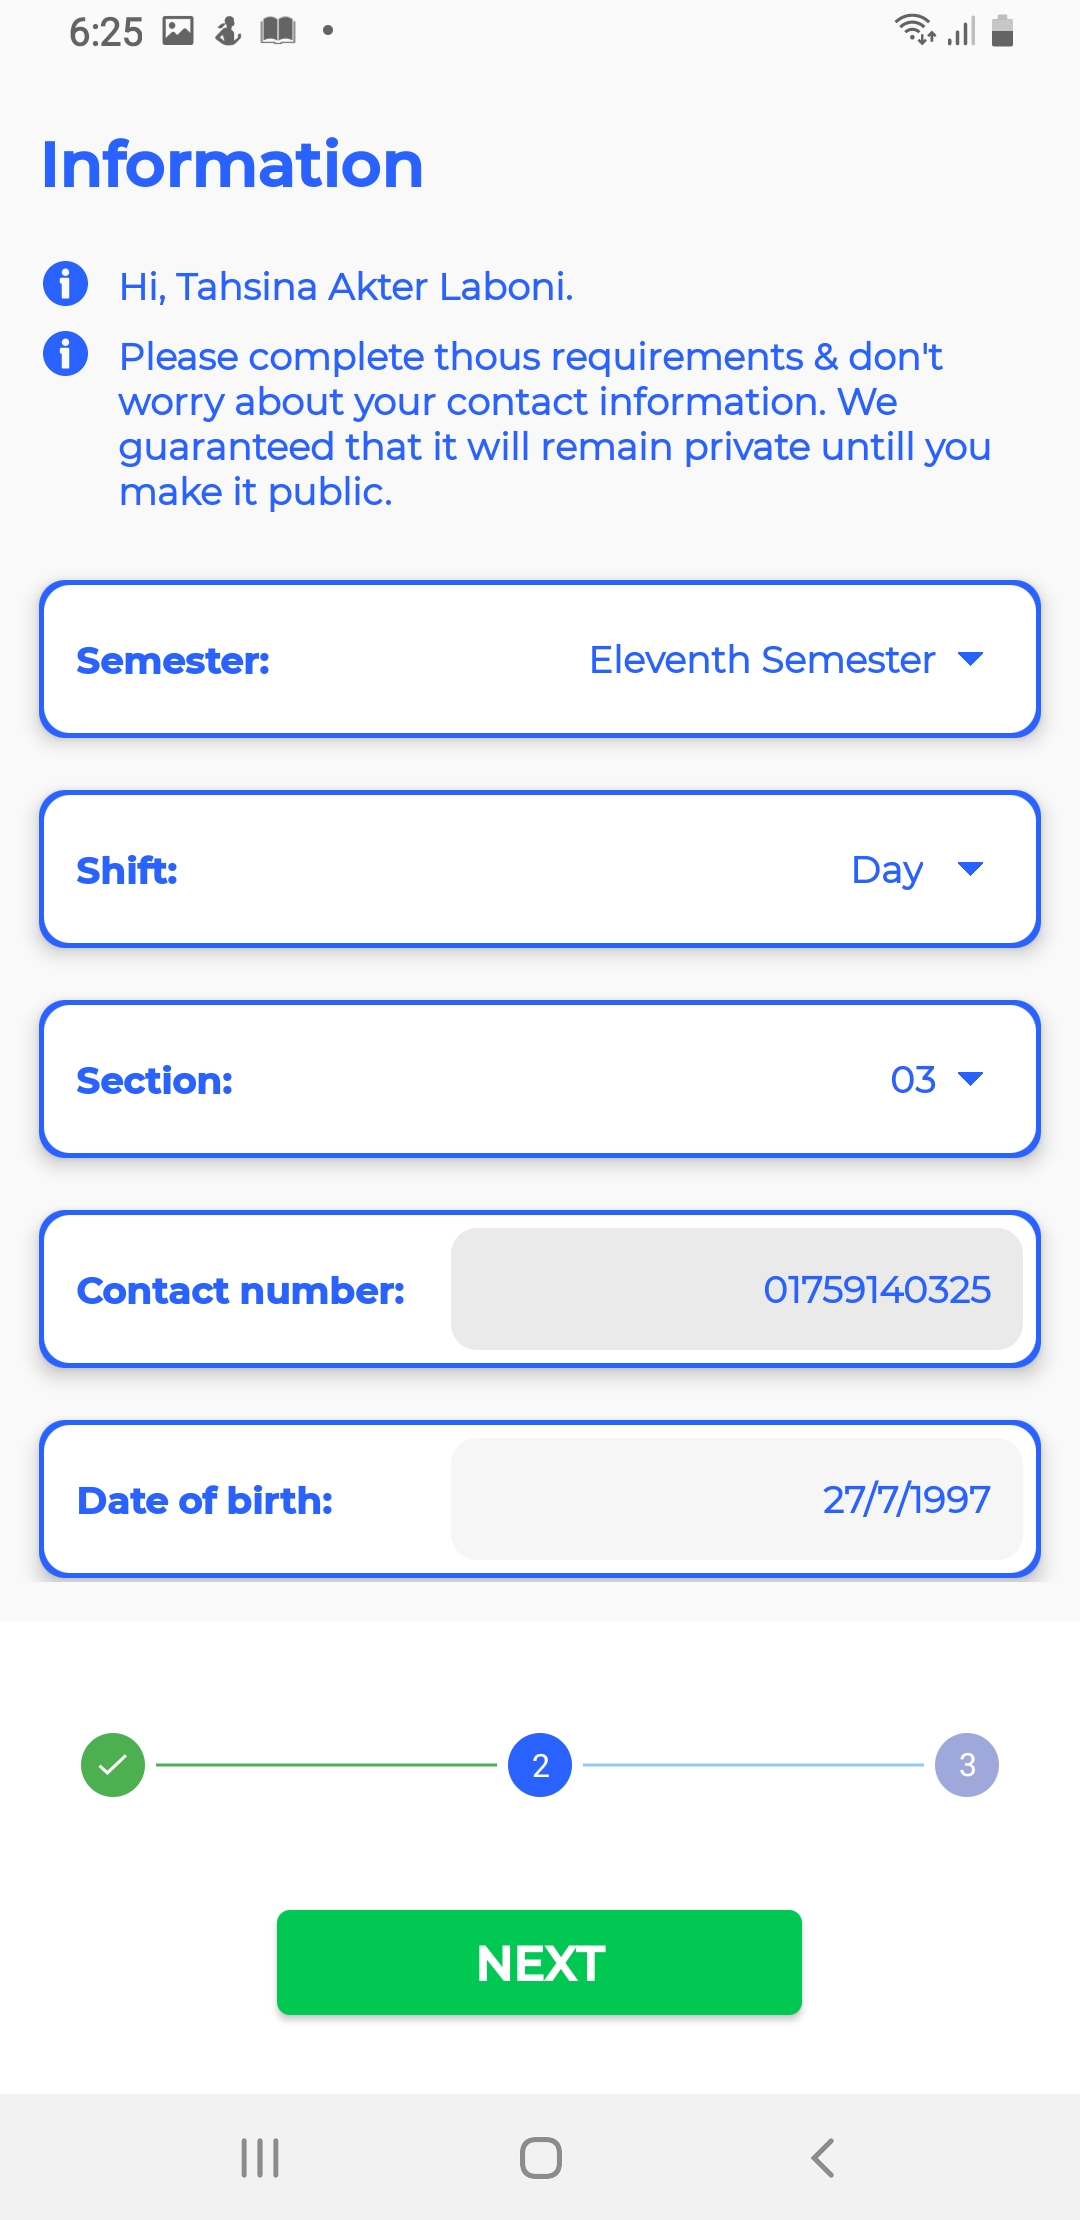 6:25
Information
Hi, Tahsina Akter Laboni.
Please complete thous requirements & don't
worry about your contact information. We
guaranteed that it will remain private untill you
make it public.
Semester: Eleventh Semester
Shift: Day
Section: 03
Contact number: 01759140325
Date of birth: 27/7/1997
2 3
NEXT